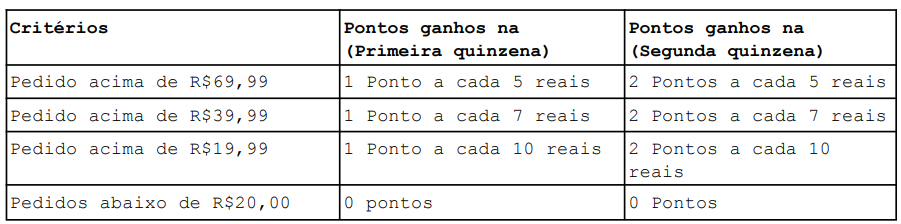 Critérios
Pontos ganhos na
(Primeira quinzena)
Pontos ganhos na
(Segunda quinzena)
Pedido acima de R$69,99
1 Ponto a cada 5 reais
2 Pontos a cada 5 reais
Pedido acima de R$39,99
1 Ponto a cada 7 reais
2 Pontos a cada 7 reais
Pedido acima de R$19,99
1 Ponto a cada 10 reais
2 Pontos a cada 10
reais
Pedidos abaixo de R$20,00
0 pontos
0 Pontos